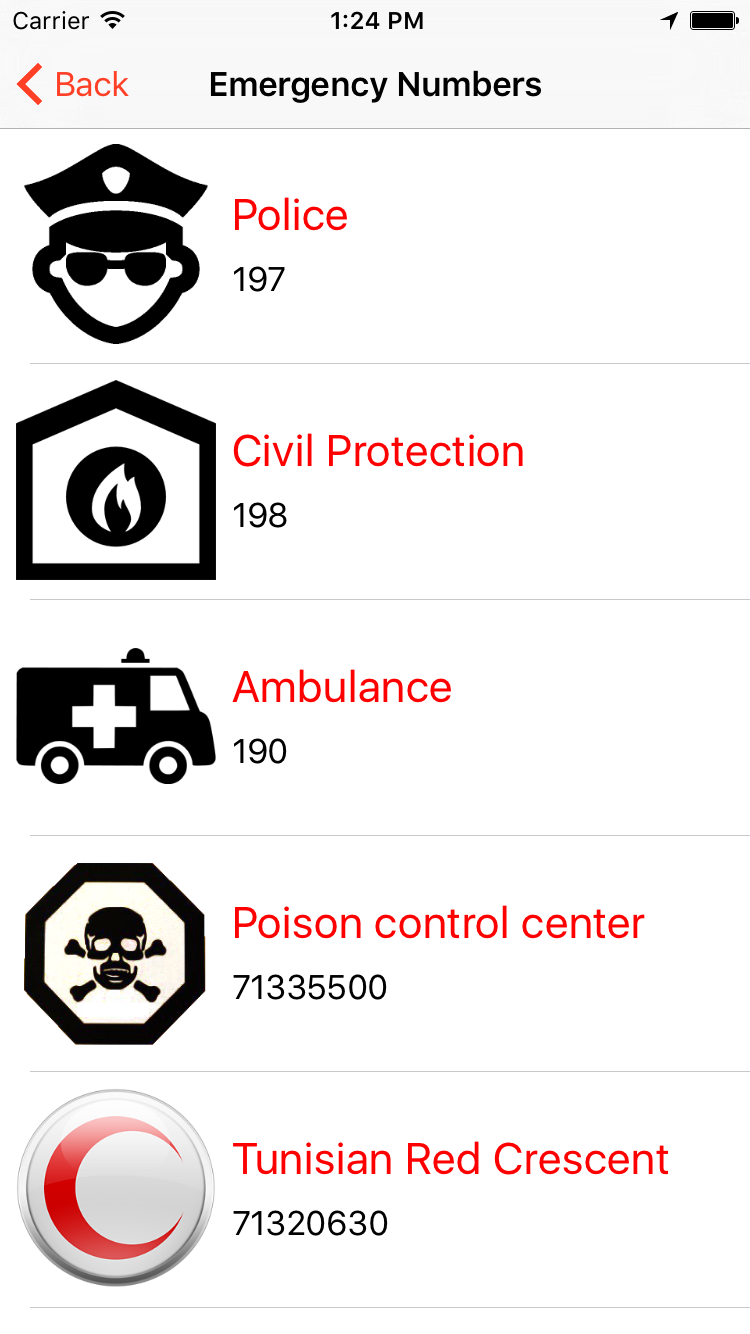 Carrier 1:24 PM
Back Emergency Numbers
Police
197
Civil Protection
198
Ambulance
190
Poison control center
71335500
Tunisian Red Crescent
71320630